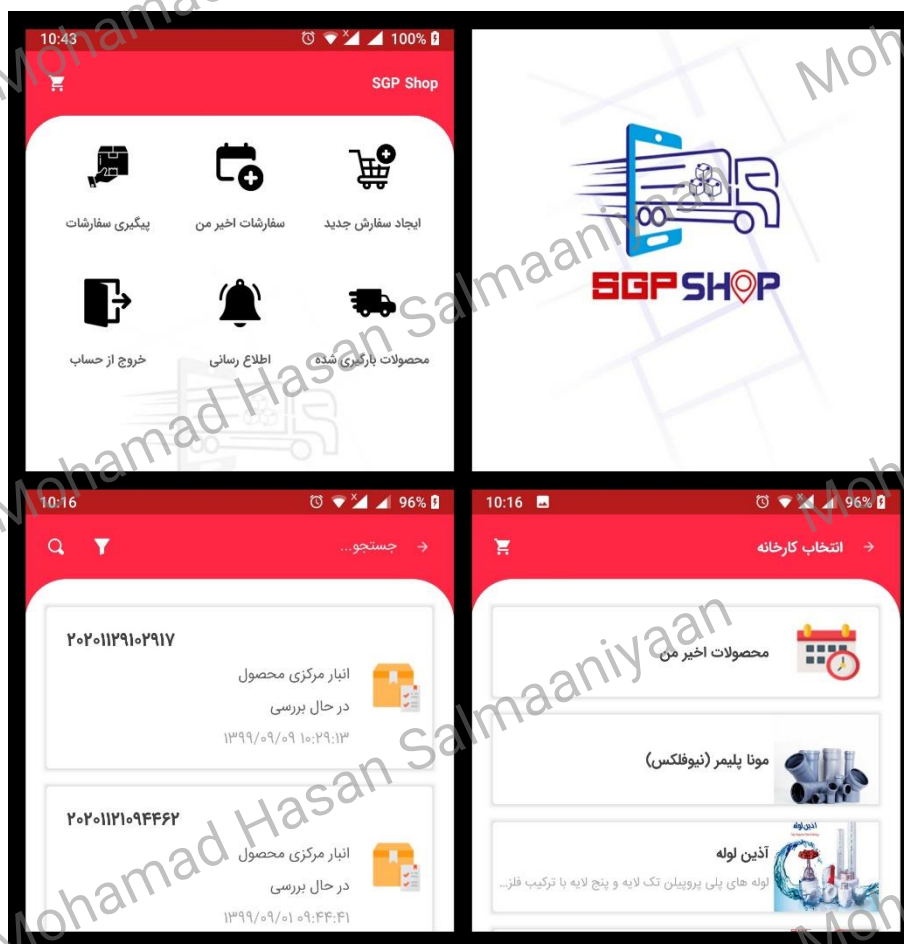 10:43
100%
SGP Shop
ایجاد سفارش جدید
سفارشات اخیر من
پیگیری سفارشات
محصولات بارگیری شده
اطلاع رسانی
خروج از حساب
SGP SHOP
10:16
96%
جستجو...
۲۰۲۰۱۱۲۹۱۰۲۹۱۷
انبار مرکزی محصول
در حال بررسی
۱۳۹۹/۰۹/۰۹ ۱۰:۲۹:۱۳
۲۰۲۰۱۱۲۱۰۹۴۴۶۲
انبار مرکزی محصول
در حال بررسی
۱۳۹۹/۰۹/۰۱ ۰۹:۴۴:۴۱
10:16
96%
انتخاب کارخانه
محصولات اخیر من
مونا پلیمر (نیوفلکس)
آذین لوله
آذین لوله
لوله های پلی پروپیلن تک لایه و پنج لایه با ترکیب فلز...
Mohamad Hasan Salmaaniyaan
Mohamad Hasan Salmaaniyaan